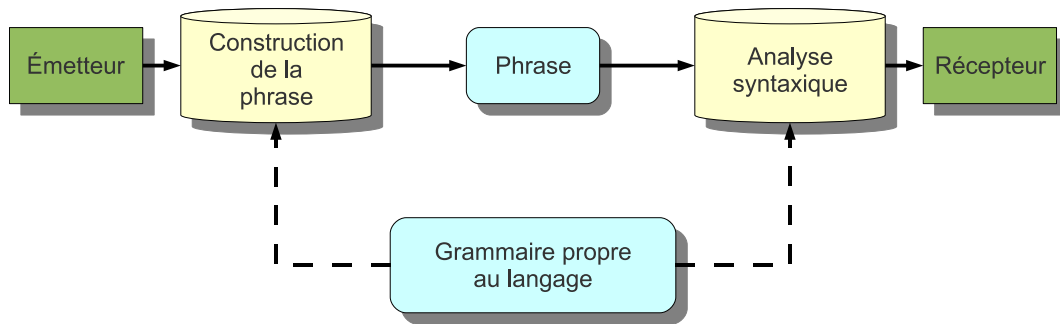 Émetteur
Construction
de la
phrase
Phrase
Analyse
syntaxique
Récepteur
Grammaire propre
au langage